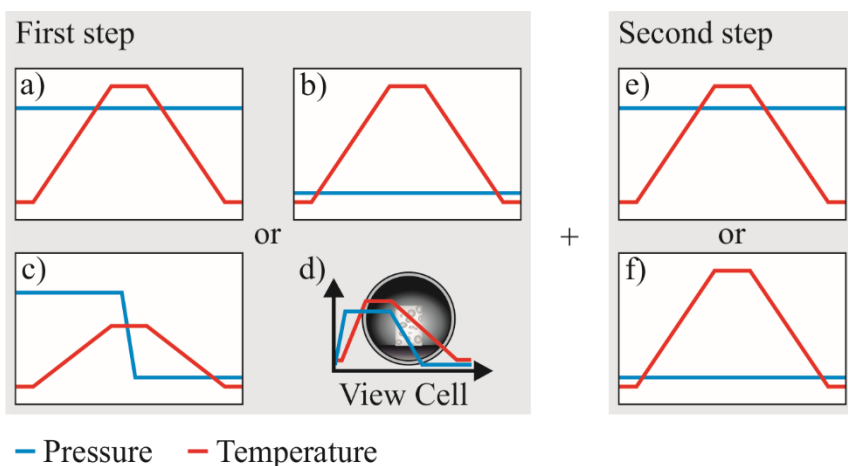 First step
Second step
a)
b)
e)
or
+
or
c)
d)
f)
View Cell
Pressure
Temperature